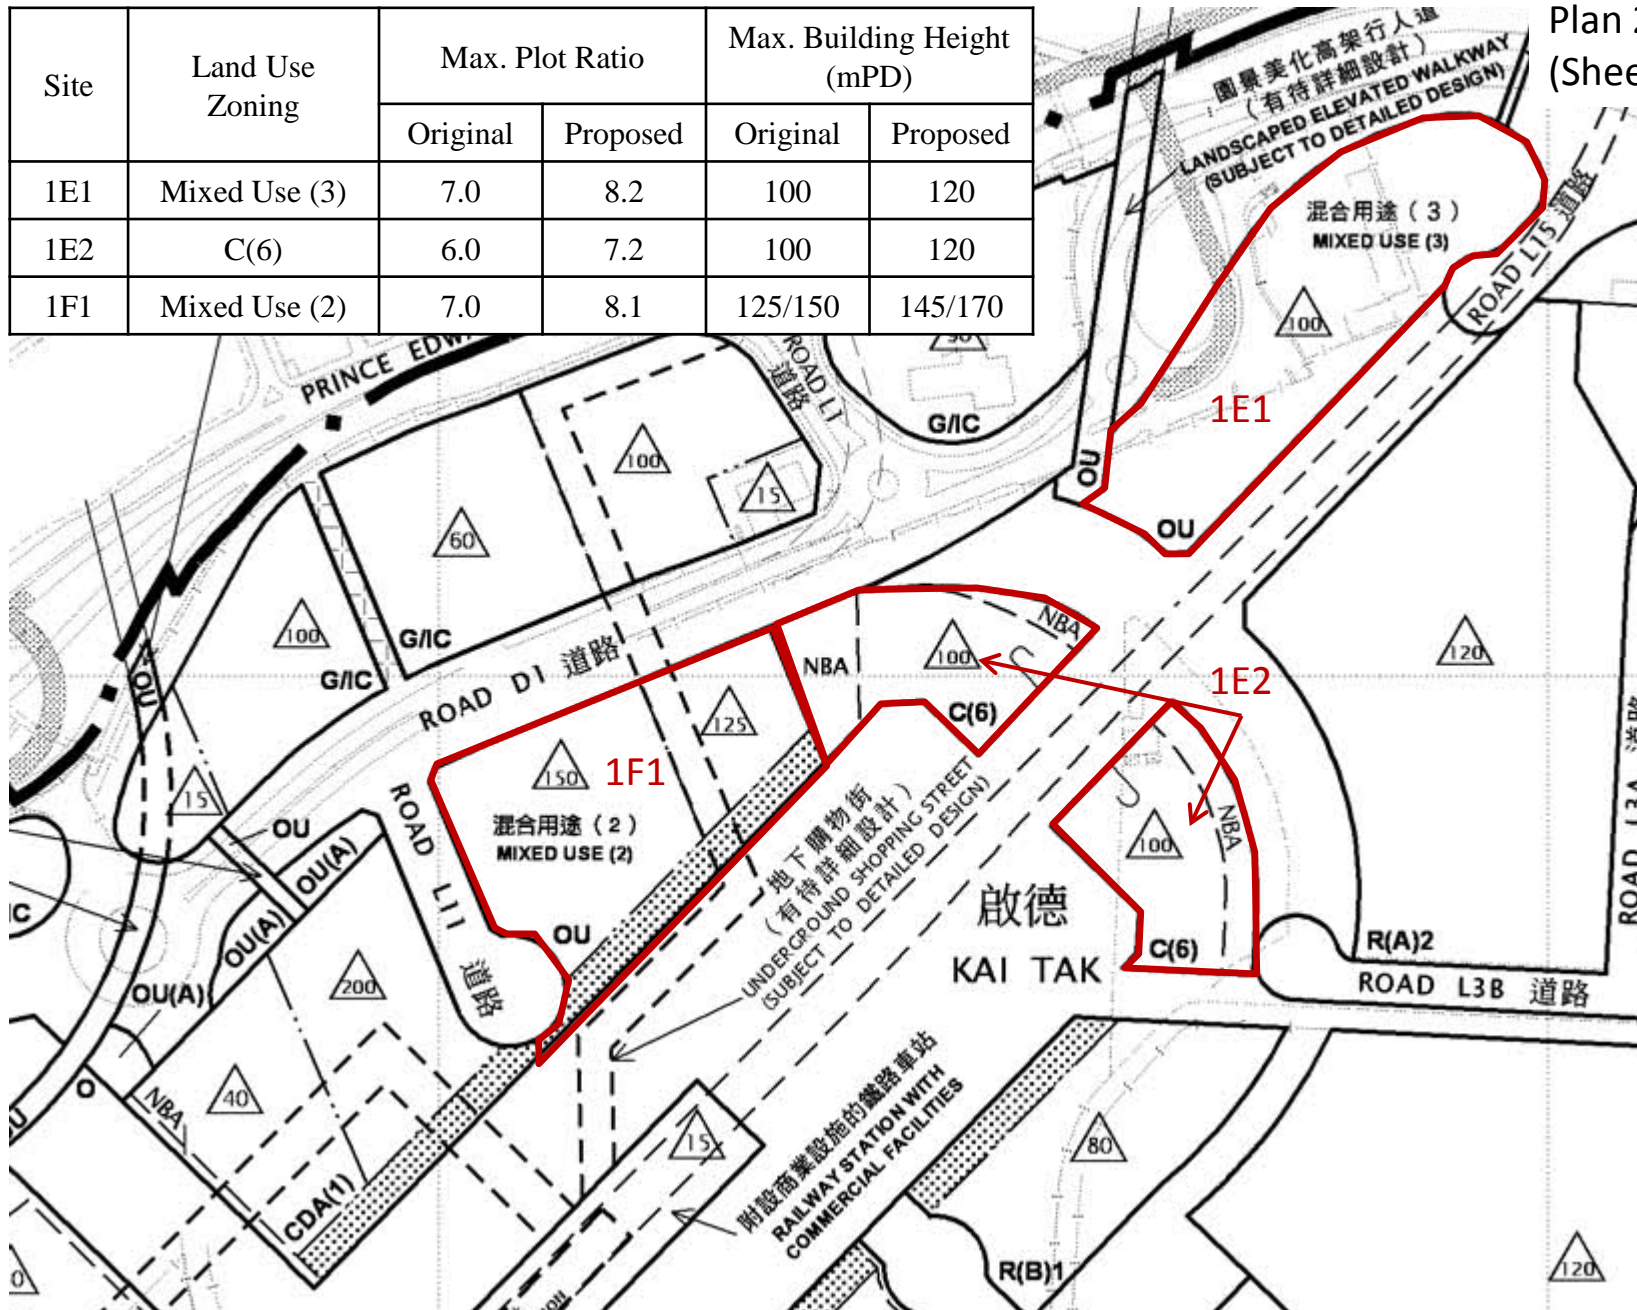 Plan 2
(Shee
Site
Land Use
Zoning
Max. Plot Ratio
Max. Building Height
(mPD)
Original
Proposed
Original
Proposed
1E1
Mixed Use (3)
7.0
8.2
100
120
1E2
C(6)
6.0
7.2
100
120
1F1
Mixed Use (2)
7.0
8.1
125/150
145/170
園景美化高架行人道
(有待詳細設計)
LANDSCAPED ELEVATED WALKWAY
(SUBJECT TO DETAILED DESIGN)
混合用途(3)
MIXED USE (3)
100
1E1
OU
OU
ROAD L15 道路
PRINCE EDW
ROAD L7
道路
G/IC
100
15
60
100
G/IC
G/IC
ROAD D1 道路
NBA
NBA
100
C(6)
1E2
120
125
150
1F1
混合用途(2)
MIXED USE (2)
OU
OU
15
OU
OU(A)
OU(A)
OU(A)
ROAD L11
道路
地下購物街
(有待詳細設計)
UNDERGROUND SHOPPING STREET
(SUBJECT TO DETAILED DESIGN)
100
NBA
C(6)
啟德
KAI TAK
R(A)2
ROAD L3A 道路
ROAD L3B 道路
IC
200
40
NBA
O
CDA(1)
15
附設商業設施的鐵路車站
RAILWAY STATION WITH
COMMERCIAL FACILITIES
80
R(B)1
120